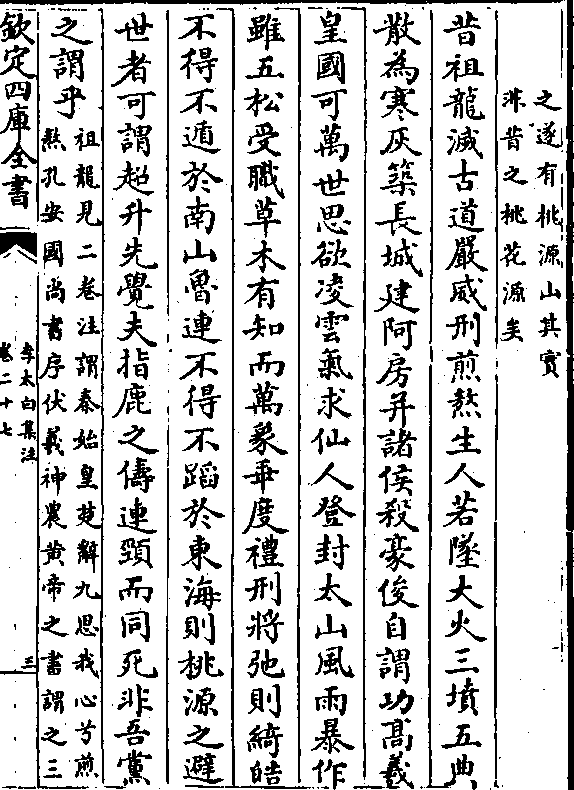 之遂有桃源山其實
非昔之桃花源矣
昔祖龍滅古道嚴威刑煎熬生人若墜大火三墳五典
散為寒灰築長城建阿房并諸侯殺豪俊自謂功高羲
皇國可萬世思欲凌雲氣求仙人登封太山風雨暴作
雖五松受職草木有知而萬象乖度禮刑將弛則綺皓
不得不遁於南山魯連不得不蹈於東海則桃源之避
世者可謂超升先覺夫指鹿之儔連頸而同死非吾黨
之謂乎
祖龍見二卷注謂秦始皇楚辭九思我心兮煎
熬孔安國尚書序伏羲神農黄帝之書謂之三
欽定四庫全書
李太白集注
卷二十七
三